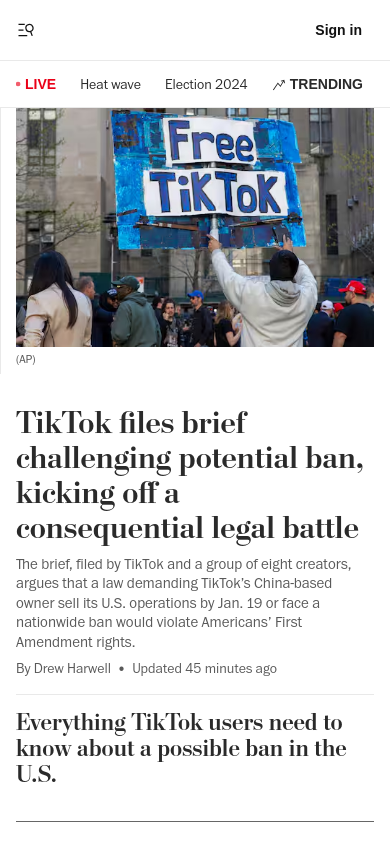 Sign in
LIVE Heat wave Election 2024 TRENDING
Free
TikTok
(AP)
TikTok files brief
challenging potential ban,
kicking off a
consequential legal battle
The brief, filed by TikTok and a group of eight creators,
argues that a law demanding TikTok's China-based
owner sell its U.S. operations by Jan. 19 or face a
nationwide ban would violate Americans' First
Amendment rights.
By Drew Harwell • Updated 45 minutes ago
Everything TikTok users need to
know about a possible ban in the
U.S.